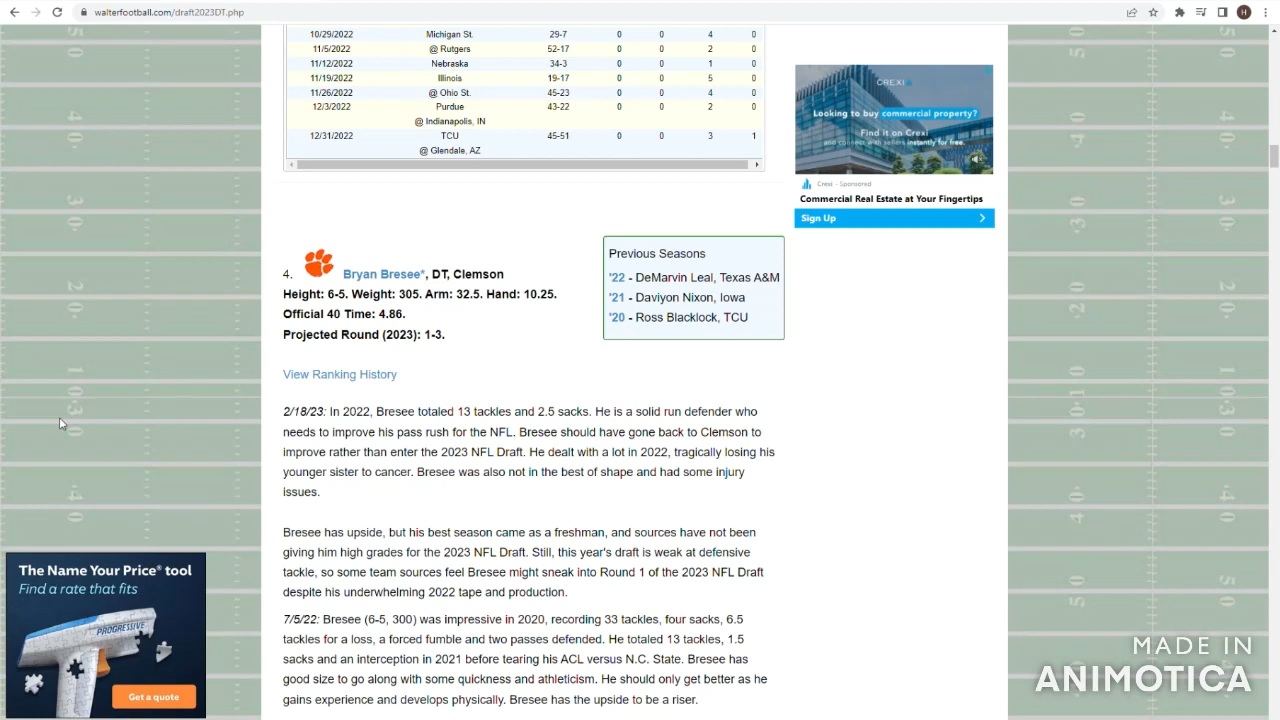 walterfootball.com/draft2023DT.php
H
10/29/2022 Michigan St. 29-7 0 0 4 0
11/5/2022 @ Rutgers 52-17 0 0 2 0
11/12/2022 Nebraska 34-3 0 0 1 0
11/19/2022 Illinois 19-17 0 0 5 0
11/26/2022 @ Ohio St. 45-23 0 0 4 0
12/3/2022 Purdue 43-22 0 0 2 0
@ Indianapolis, IN
12/31/2022 TCU 45-51 0 0 3 1
@ Glendale, AZ
CREXI
Looking to buy commercial property?
Find it on Crexi
and connect with sellers instantly for free.
Crexi - Sponsored
Commercial Real Estate at Your Fingertips
Sign Up
4. Bryan Bresee*, DT, Clemson
Height: 6-5. Weight: 305. Arm: 32.5. Hand: 10.25.
Official 40 Time: 4.86.
Projected Round (2023): 1-3.
Previous Seasons
'22 - DeMarvin Leal, Texas A&M
'21 - Daviyon Nixon, Iowa
'20 - Ross Blacklock, TCU
View Ranking History
2/18/23: In 2022, Bresee totaled 13 tackles and 2.5 sacks. He is a solid run defender who
needs to improve his pass rush for the NFL. Bresee should have gone back to Clemson to
improve rather than enter the 2023 NFL Draft. He dealt with a lot in 2022, tragically losing his
younger sister to cancer. Bresee was also not in the best of shape and had some injury
issues.
Bresee has upside, but his best season came as a freshman, and sources have not been
giving him high grades for the 2023 NFL Draft. Still, this year's draft is weak at defensive
tackle, so some team sources feel Bresee might sneak into Round 1 of the 2023 NFL Draft
despite his underwhelming 2022 tape and production.
7/5/22: Bresee (6-5, 300) was impressive in 2020, recording 33 tackles, four sacks, 6.5
tackles for a loss, a forced fumble and two passes defended. He totaled 13 tackles, 1.5
sacks and an interception in 2021 before tearing his ACL versus N.C. State. Bresee has
good size to go along with some quickness and athleticism. He should only get better as he
gains experience and develops physically. Bresee has the upside to be a riser.
The Name Your Price® tool
Find a rate that fits
PROGRESSIVE
Get a quote
MADE IN
ANIMOTICA